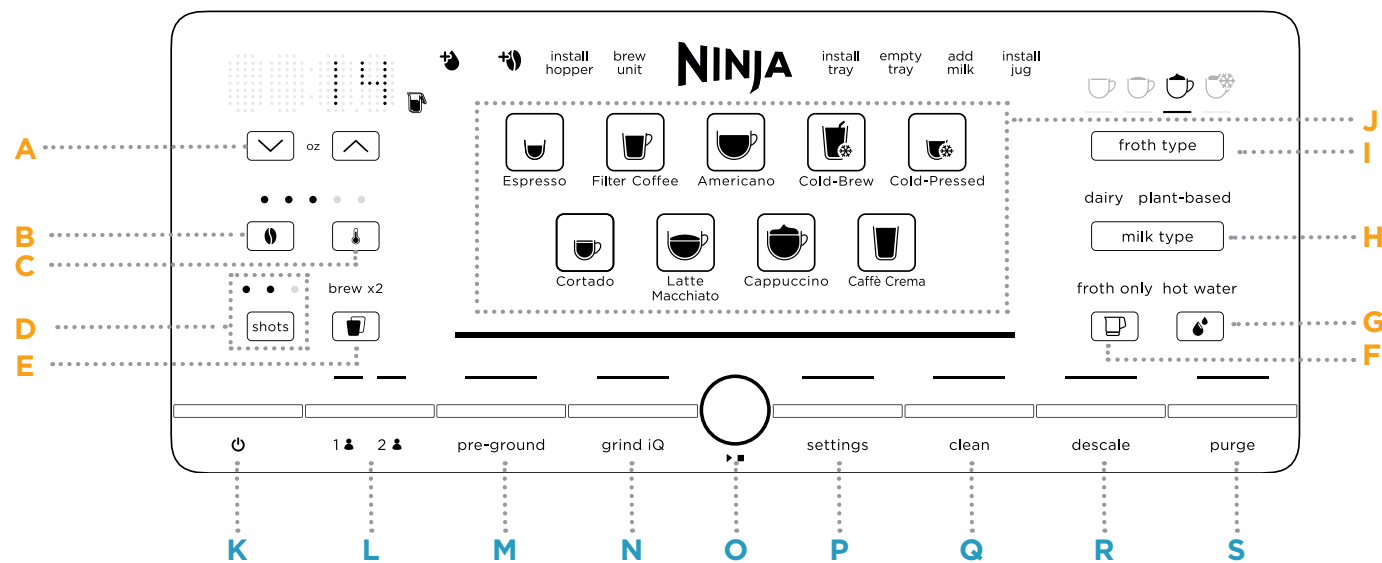 14
install hopper
brew unit
NINJA
install tray
empty tray
add milk
install jug
A
oz
Espresso
Filter Coffee
Americano
Cold-Brew
Cold-Pressed
J
froth type
I
dairy plant-based
B
C
milk type
H
Cortado
Latte Macchiato
Cappuccino
Caffè Crema
brew x2
froth only hot water
D
shots
E
G
F
1 2
pre-ground
grind iQ
settings
clean
descale
purge
K L M N O P Q R S